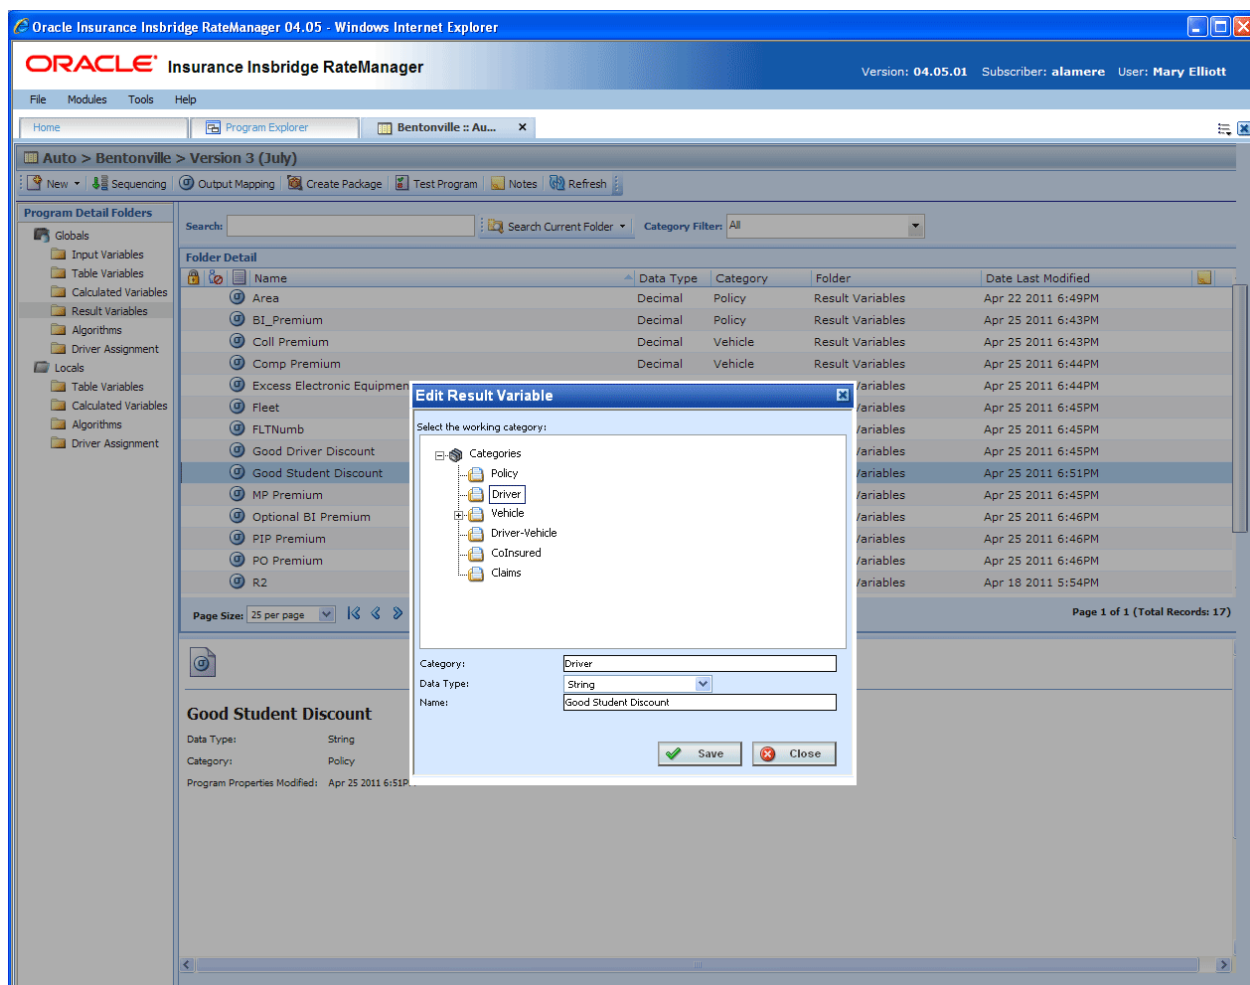 Oracle Insurance Insbridge RateManager 04.05 - Windows Internet Explorer
ORACLE Insurance Insbridge RateManager
Version: 04.05.01 Subscriber: alamere User: Mary Elliott
File Modules Tools Help
Home Program Explorer Bentonville :: Au... x
Auto > Bentonville > Version 3 (July)
New Sequencing Output Mapping Create Package Test Program Notes Refresh
Program Detail Folders
Globals
Input Variables
Table Variables
Calculated Variables
Result Variables
Algorithms
Driver Assignment
Locals
Table Variables
Calculated Variables
Algorithms
Driver Assignment
Search: Search Current Folder Category Filter: All
Folder Detail
Name Data Type Category Folder Date Last Modified
Area Decimal Policy Result Variables Apr 22 2011 6:49PM
BI_Premium Decimal Policy Result Variables Apr 25 2011 6:43PM
Coll Premium Decimal Vehicle Result Variables Apr 25 2011 6:43PM
Comp Premium Decimal Vehicle Result Variables Apr 25 2011 6:44PM
Excess Electronic Equipmen Variables Apr 25 2011 6:44PM
Fleet Variables Apr 25 2011 6:45PM
FLTNumb Variables Apr 25 2011 6:45PM
Good Driver Discount Variables Apr 25 2011 6:45PM
Good Student Discount Variables Apr 25 2011 6:51PM
MP Premium Variables Apr 25 2011 6:45PM
Optional BI Premium Variables Apr 25 2011 6:46PM
PIP Premium Variables Apr 25 2011 6:46PM
PO Premium Variables Apr 25 2011 6:46PM
R2 Variables Apr 18 2011 5:54PM
Page Size: 25 per page Page 1 of 1 (Total Records: 17)
Good Student Discount
Data Type: String
Category: Policy
Program Properties Modified: Apr 25 2011 6:51P
Edit Result Variable
Select the working category:
Categories
Policy
Driver
Vehicle
Driver-Vehicle
CoInsured
Claims
Category: Driver
Data Type: String
Name: Good Student Discount
Save Close